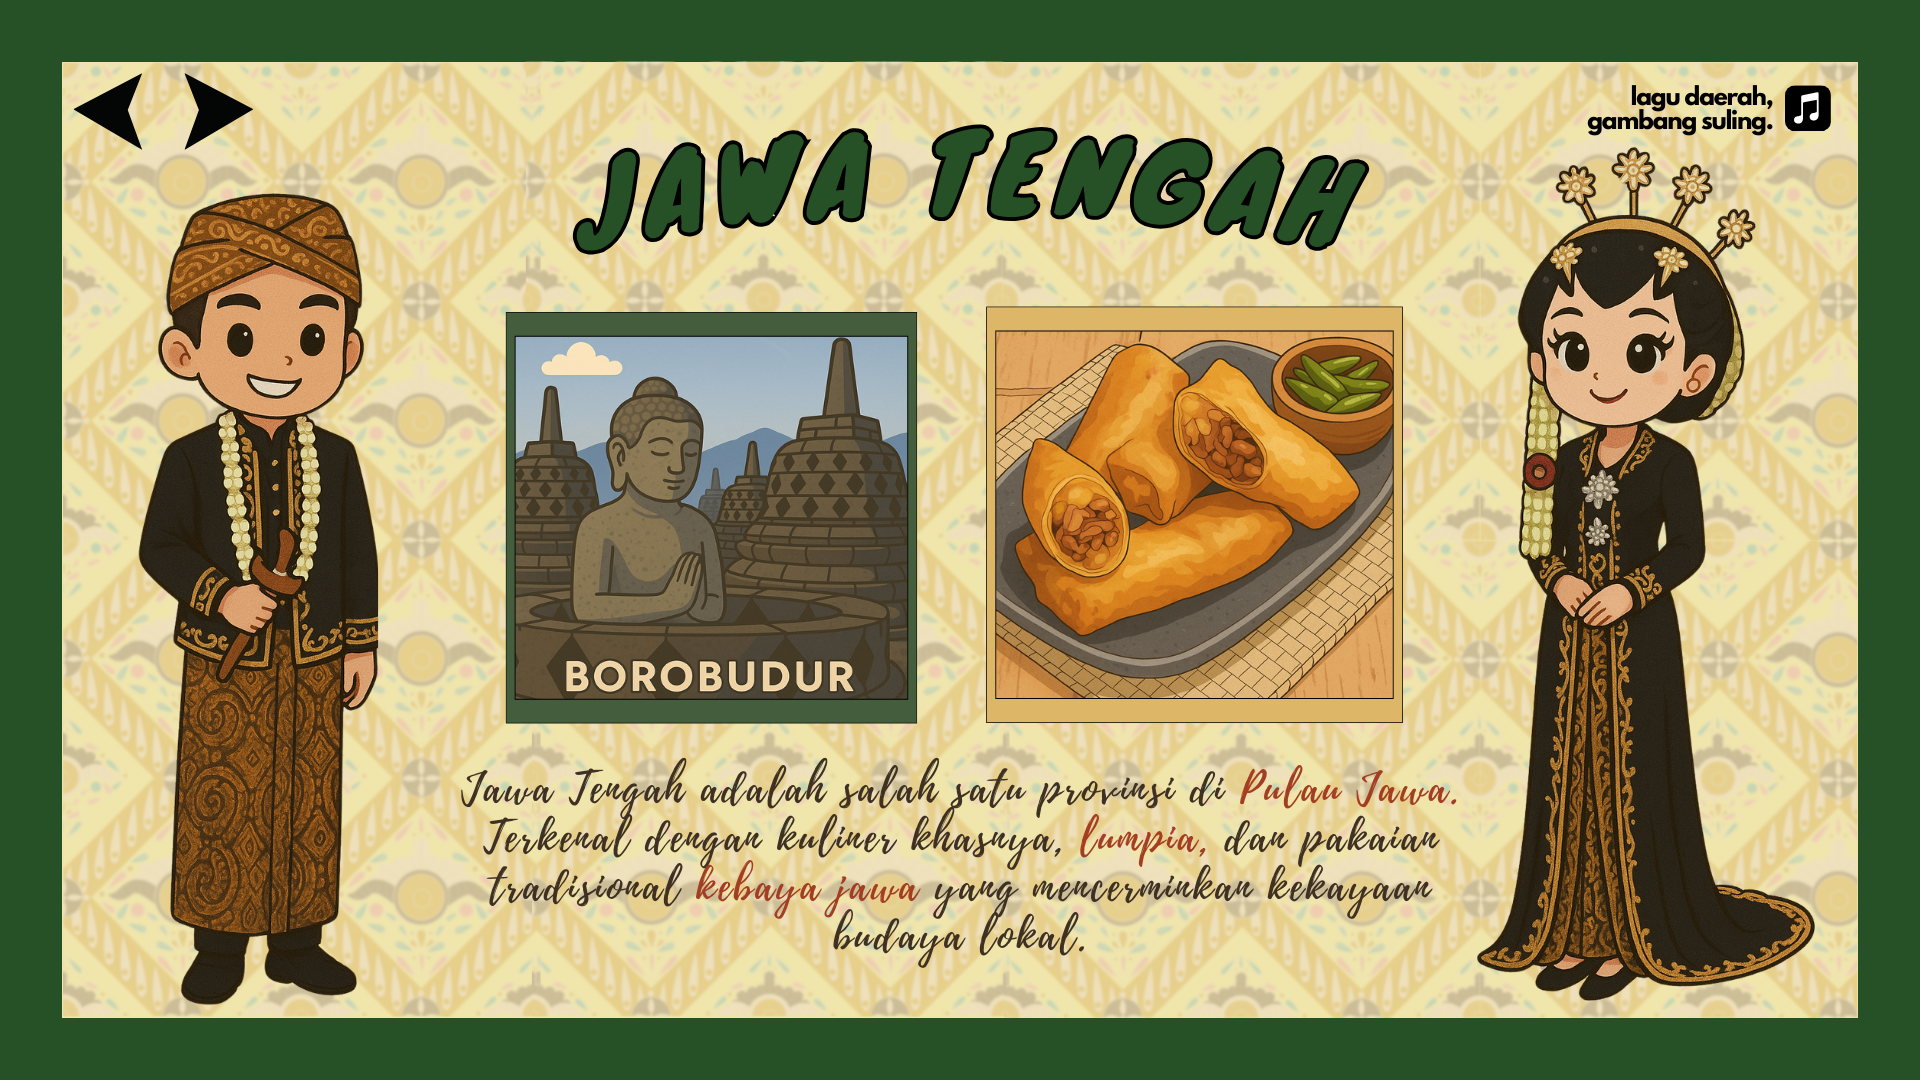 lagu daerah,
gambang suling.
JAWA TENGAH
BOROBUDUR
Jawa Tengah adalah salah satu provinsi di Pulau Jawa.
Terkenal dengan kuliner khasnya, lumpia, dan pakaian
tradisional kebaya jawa yang mencerminkan kekayaan
budaya lokal.